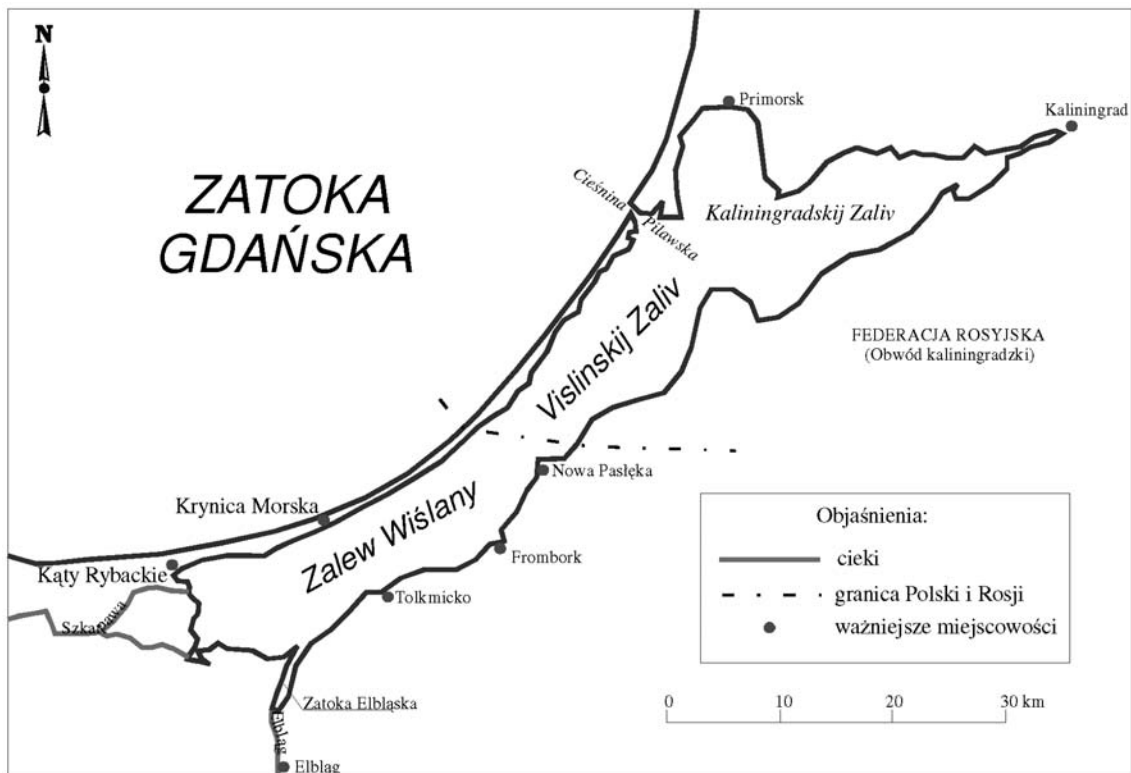 N
Primorsk
Kaliningrad
ZATOKA
GDAŃSKA
Cieśnina
Pilawska
Kaliningradskij Zaliv
Vislinskij Zaliv
FEDERACJA ROSYJSKA
(Obwód kaliningradzki)
Nowa Pasłęka
Krynica Morska
Zalew Wiślany
Frombork
Kąty Rybackie
Tolkmicko
Szkarpawa
Zatoka Elbląska
Elbląg
Elbląg
Objaśnienia:
cieki
granica Polski i Rosji
ważniejsze miejscowości
0 10 20 30 km